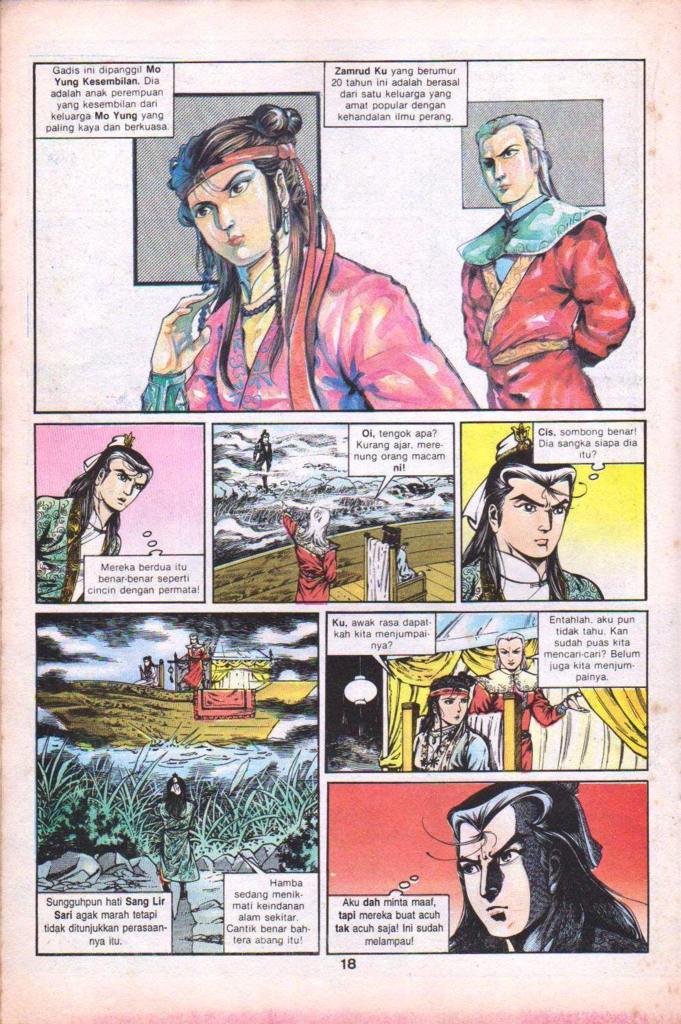 Gadis ini dipanggil Mo
Yung Kesembilan. Dia
adalah anak perempuan
yang kesembilan dari
keluarga Mo Yung yang
paling kaya dan berkuasa.
Zamrud Ku yang berumur
20 tahun ini adalah berasal
dari satu keluarga yang
amat popular dengan
kehandalan ilmu perang.
Mereka berdua itu
benar-benar seperti
cincin dengan permata!
Oi, tengok apa?
Kurang ajar, mere-
nung orang macam
ni!
Cis, sombong benar!
Dia sangka siapa dia
itu?
Sungguhpun hati Sang Lir
Sari agak marah tetapi
tidak ditunjukkan perasaan-
nya itu.
Hamba
sedang menik-
mati keindanan
alam sekitar.
Cantik benar bah-
tera abang itu!
Ku, awak rasa dapat-
kah kita menjumpai-
nya?
Entahlah, aku pun
tidak tahu. Kan
sudah puas kita
mencari-cari? Belum
juga kita menjum-
painya.
Aku dah minta maaf,
tapi mereka buat acuh
tak acuh saja! Ini sudah
melampau!
18